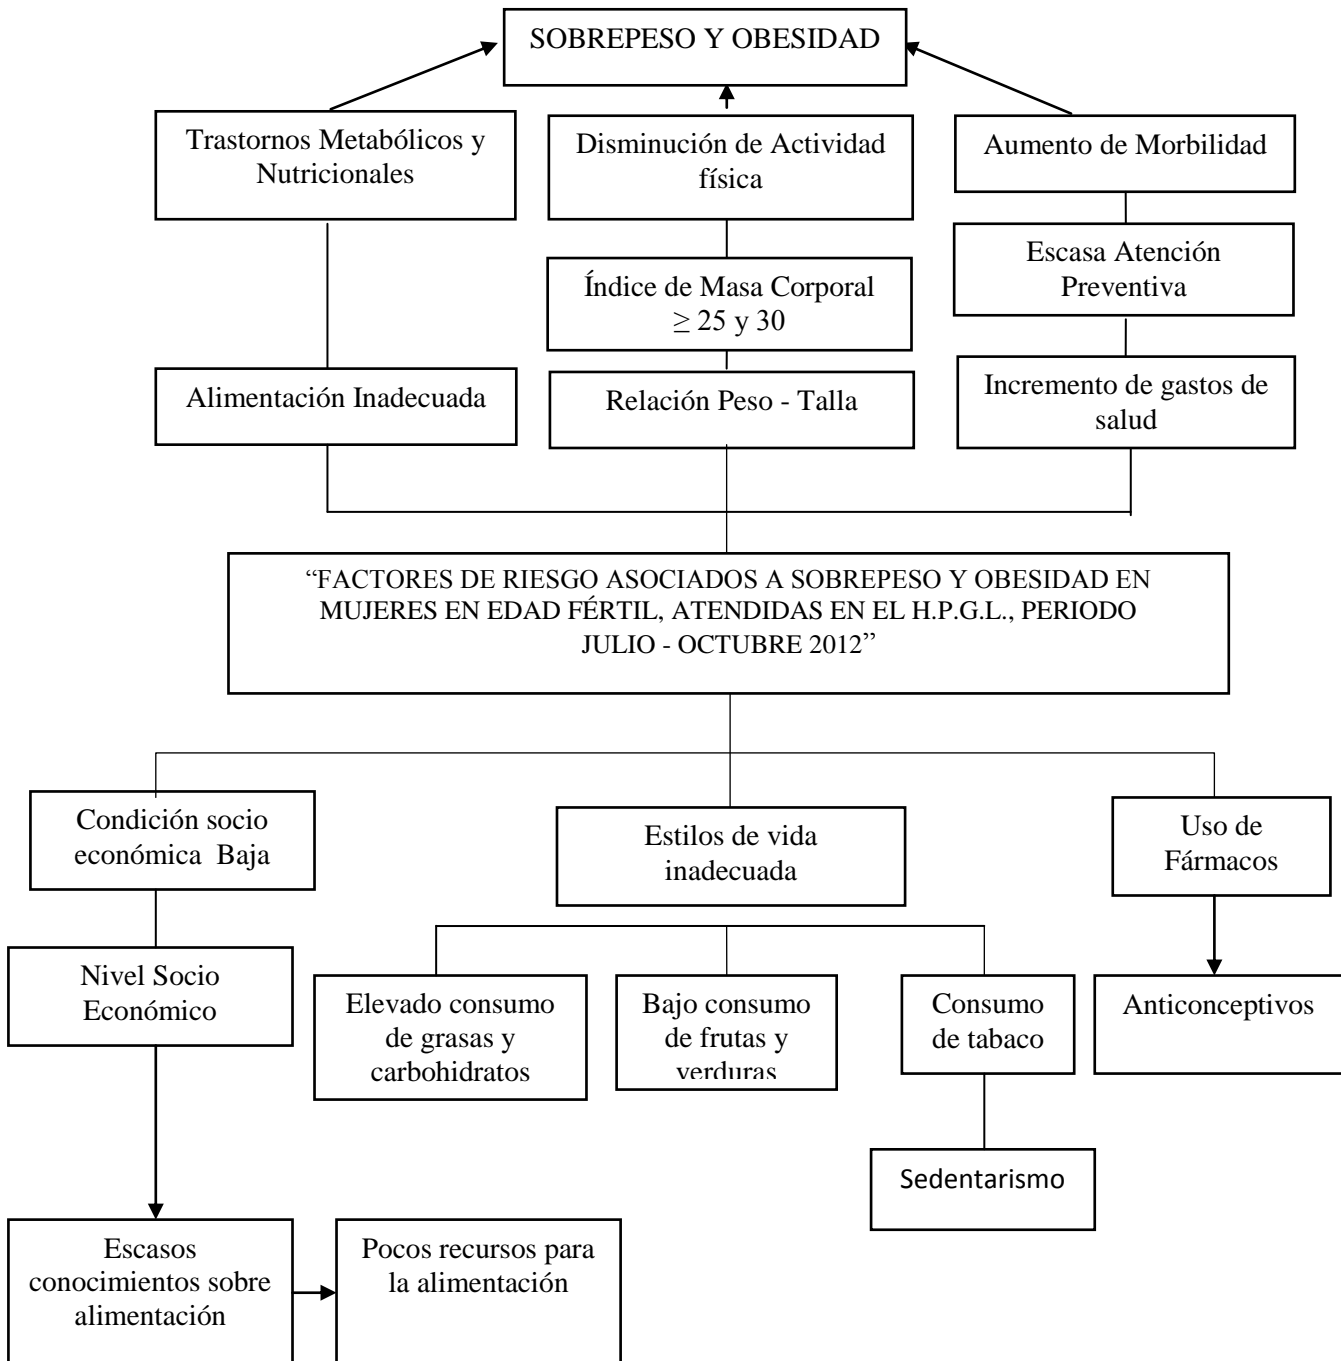 SOBREPESO Y OBESIDAD
Trastornos Metabólicos y
Nutricionales
Disminución de Actividad
física
Aumento de Morbilidad
Escasa Atención
Preventiva
Índice de Masa Corporal
≥ 25 y 30
Alimentación Inadecuada
Relación Peso - Talla
Incremento de gastos de
salud
“FACTORES DE RIESGO ASOCIADOS A SOBREPESO Y OBESIDAD EN
MUJERES EN EDAD FÉRTIL, ATENDIDAS EN EL H.P.G.L., PERIODO
JULIO - OCTUBRE 2012”
Condición socio
económica Baja
Estilos de vida
inadecuada
Uso de
Fármacos
Nivel Socio
Económico
Elevado consumo
de grasas y
carbohidratos
Bajo consumo
de frutas y
verduras
Consumo
de tabaco
Anticonceptivos
Sedentarismo
Escasos
conocimientos sobre
alimentación
Pocos recursos para
la alimentación